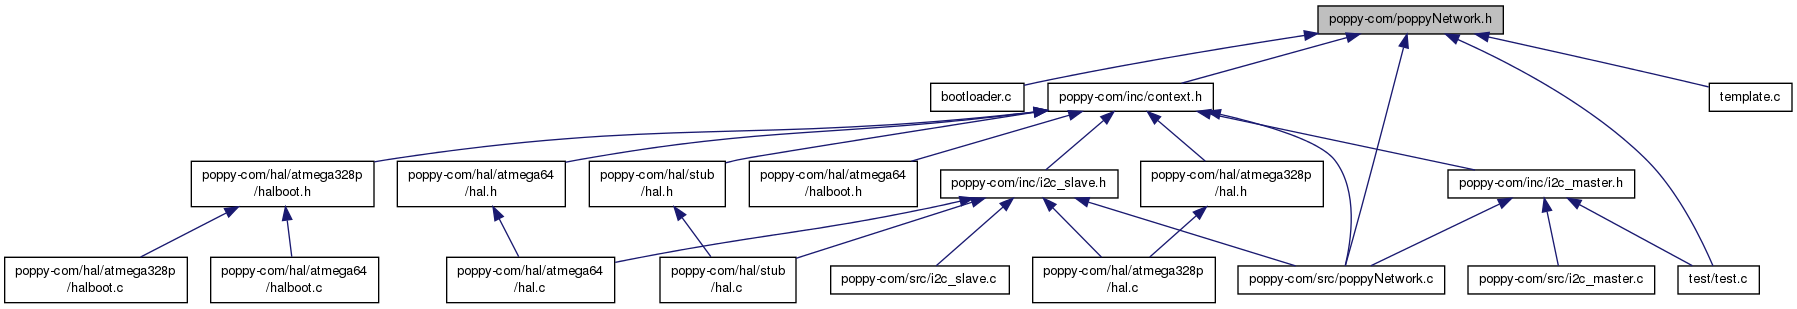 poppy-com/poppyNetwork.h
bootloader.c
poppy-com/inc/context.h
template.c
poppy-com/hal/atmega328p
/halboot.h
poppy-com/hal/atmega64
/hal.h
poppy-com/hal/stub
/hal.h
poppy-com/hal/atmega64
/halboot.h
poppy-com/inc/i2c_slave.h
poppy-com/hal/atmega328p
/hal.h
poppy-com/inc/i2c_master.h
poppy-com/hal/atmega328p
/halboot.c
poppy-com/hal/atmega64
/halboot.c
poppy-com/hal/atmega64
/hal.c
poppy-com/hal/stub
/hal.c
poppy-com/src/i2c_slave.c
poppy-com/hal/atmega328p
/hal.c
poppy-com/src/poppyNetwork.c
poppy-com/src/i2c_master.c
test/test.c